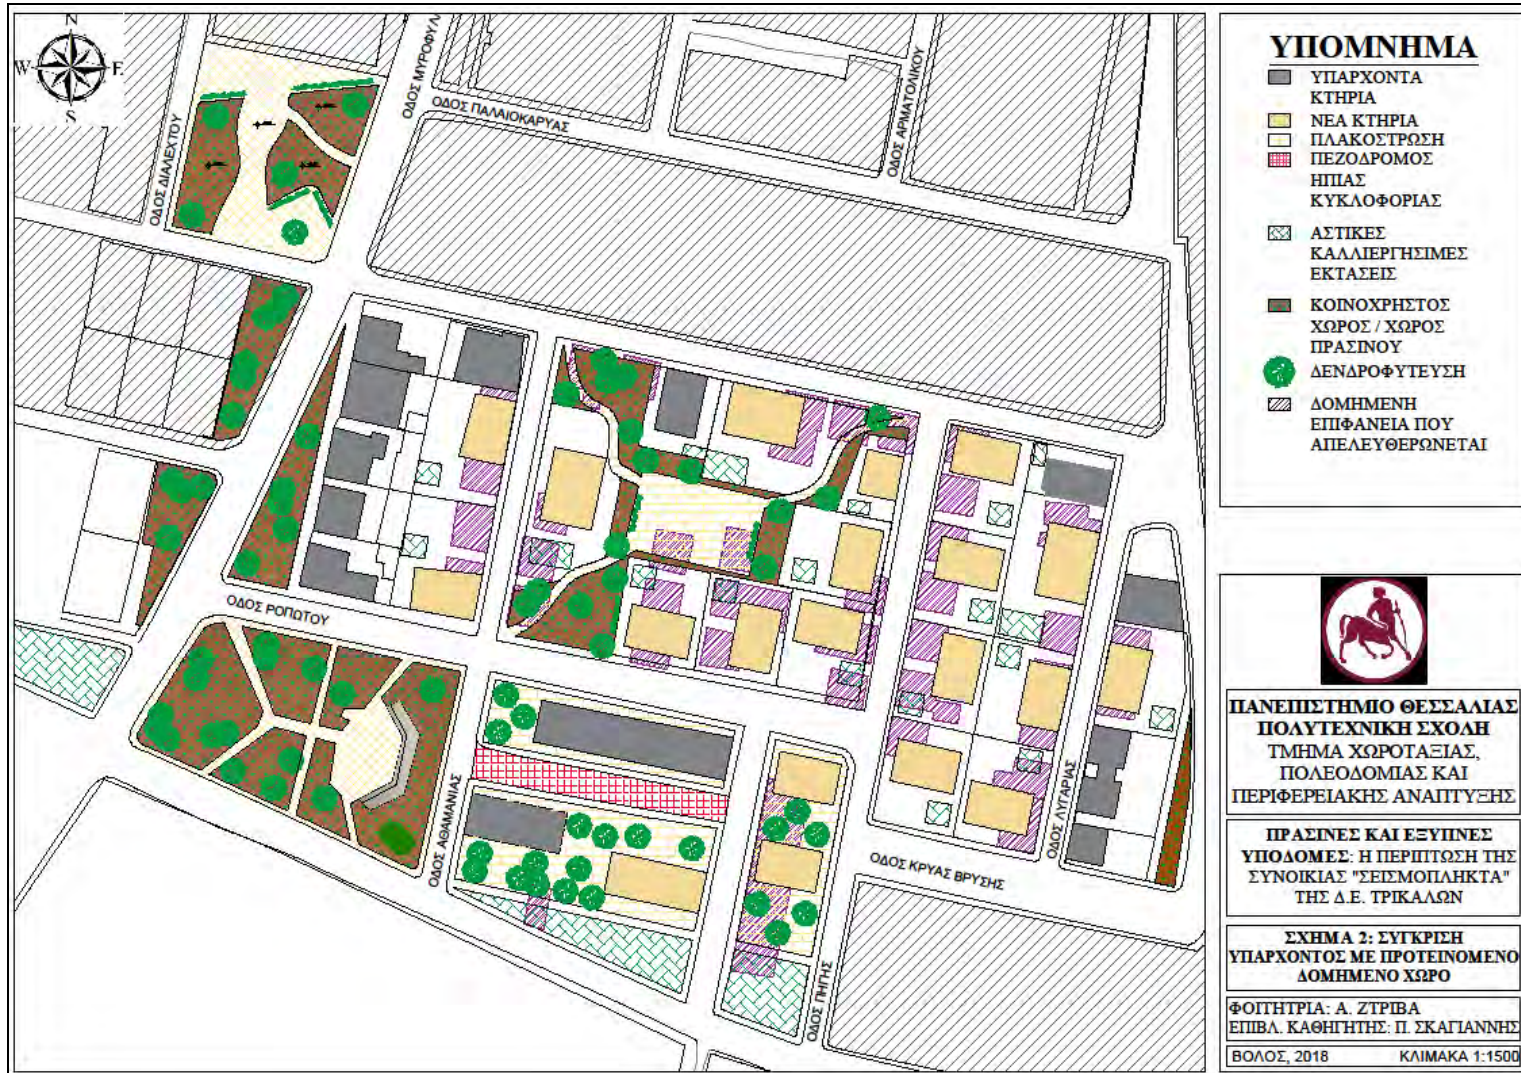 N
W
E
S
ΟΔΟΣ ΔΙΑΛΕΧΤΟΥ
ΟΔΟΣ ΜΥΡΟΦΥΛ
ΟΔΟΣ ΠΑΛΑΙΟΚΑΡΥΑΣ
ΟΔΟΣ ΑΡΜΑΤΟΛΙΚΟΥ
ΟΔΟΣ ΡΟΠΩΤΟΥ
ΟΔΟΣ ΑΘΑΜΑΝΙΑΣ
ΟΔΟΣ ΠΗΓΗΣ
ΟΔΟΣ ΚΡΥΑΣ ΒΡΥΣΗΣ
ΟΔΟΣ ΛΥΓΑΡΙΑΣ
ΥΠΟΜΝΗΜΑ
ΥΠΑΡΧΟΝΤΑ
ΚΤΗΡΙΑ
ΝΕΑ ΚΤΗΡΙΑ
ΠΛΑΚΟΣΤΡΩΣΗ
ΠΕΖΟΔΡΟΜΟΣ
ΗΠΙΑΣ
ΚΥΚΛΟΦΟΡΙΑΣ
ΑΣΤΙΚΕΣ
ΚΑΛΛΙΕΡΓΗΣΙΜΕΣ
ΕΚΤΑΣΕΙΣ
ΚΟΙΝΟΧΡΗΣΤΟΣ
ΧΩΡΟΣ / ΧΩΡΟΣ
ΠΡΑΣΙΝΟΥ
ΔΕΝΔΡΟΦΥΤΕΥΣΗ
ΔΟΜΗΜΕΝΗ
ΕΠΙΦΑΝΕΙΑ ΠΟΥ
ΑΠΕΛΕΥΘΕΡΩΝΕΤΑΙ
ΠΑΝΕΠΙΣΤΗΜΙΟ ΘΕΣΣΑΛΙΑΣ
ΠΟΛΥΤΕΧΝΙΚΗ ΣΧΟΛΗ
ΤΜΗΜΑ ΧΩΡΟΤΑΞΙΑΣ,
ΠΟΛΕΟΔΟΜΙΑΣ ΚΑΙ
ΠΕΡΙΦΕΡΕΙΑΚΗΣ ΑΝΑΠΤΥΞΗΣ
ΠΡΑΣΙΝΕΣ ΚΑΙ ΕΞΥΠΝΕΣ
ΥΠΟΔΟΜΕΣ: Η ΠΕΡΙΠΤΩΣΗ ΤΗΣ
ΣΥΝΟΙΚΙΑΣ "ΣΕΙΣΜΟΠΛΗΚΤΑ"
ΤΗΣ Δ.Ε. ΤΡΙΚΑΛΩΝ
ΣΧΗΜΑ 2: ΣΥΓΚΡΙΣΗ
ΥΠΑΡΧΟΝΤΟΣ ΜΕ ΠΡΟΤΕΙΝΟΜΕΝΟ
ΔΟΜΗΜΕΝΟ ΧΩΡΟ
ΦΟΙΤΗΤΡΙΑ: Α. ΖΤΡΙΒΑ
ΕΠΙΒΛ. ΚΑΘΗΓΗΤΗΣ: Π. ΣΚΑΓΙΑΝΝΗΣ
ΒΟΛΟΣ, 2018 ΚΛΙΜΑΚΑ 1:1500